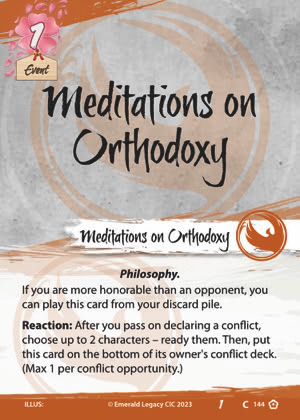 1
Event
Meditations on
Orthodoxy
Meditations on Orthodoxy
Philosophy.
If you are more honorable than an opponent, you
can play this card from your discard pile.
Reaction: After you pass on declaring a conflict,
choose up to 2 characters – ready them. Then, put
this card on the bottom of its owner's conflict deck.
(Max 1 per conflict opportunity.)
ILLUS: © Emerald Legacy CIC 2023 1 C 144